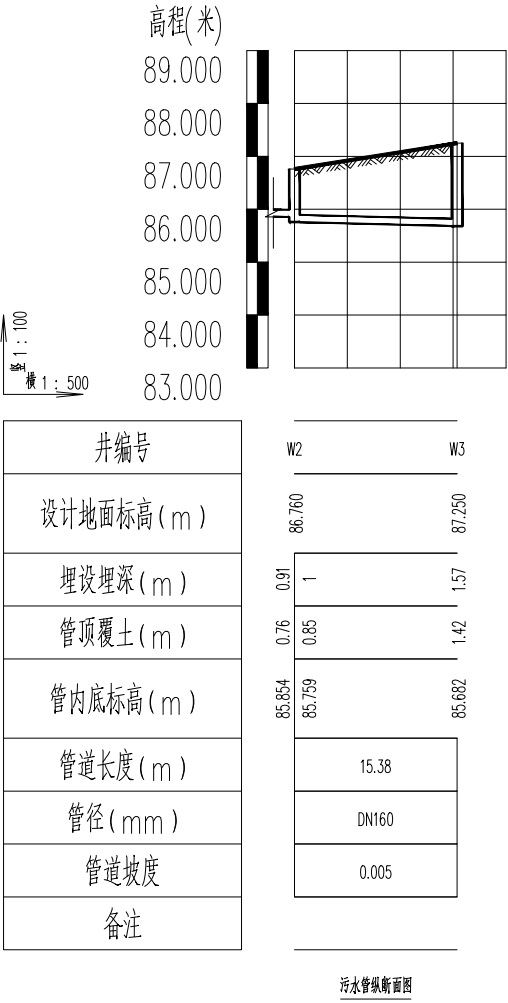 高程(米)
89.000
88.000
87.000
86.000
85.000
84.000
83.000
竖 1:100
横 1:500
井编号 W2 W3
设计地面标高(m) 86.760 87.250
埋设埋深(m) 0.91 1 1.57
管顶覆土(m) 0.76 0.85 1.42
管内底标高(m) 85.854 85.759 85.682
管道长度(m) 15.38
管径(mm) DN160
管道坡度 0.005
备注
污水管纵断面图